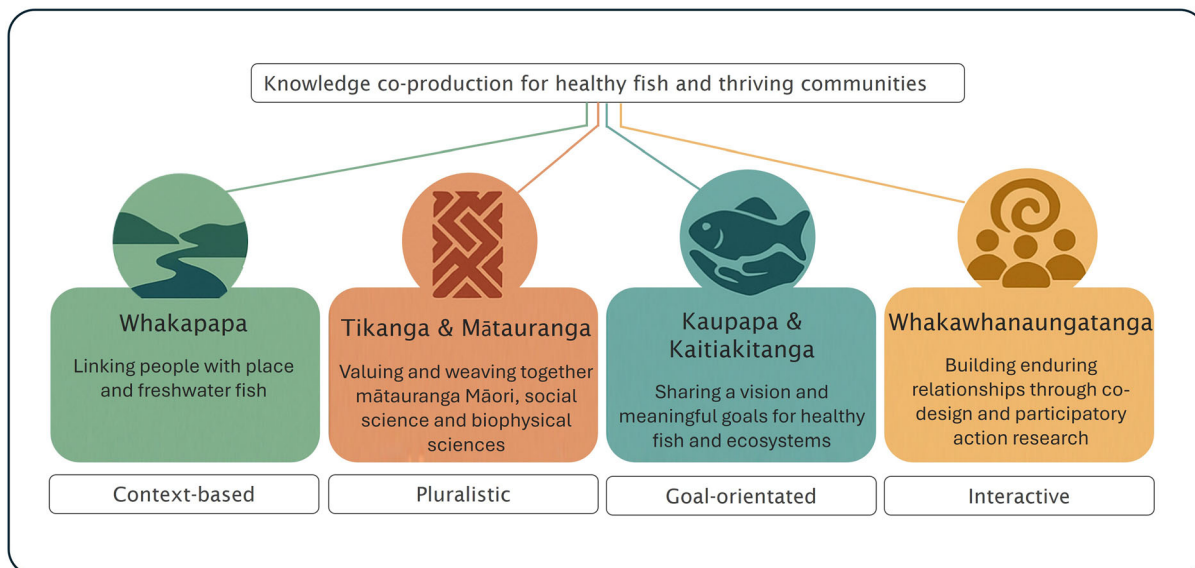 Knowledge co-production for healthy fish and thriving communities
Whakapapa
Linking people with place
and freshwater fish
Context-based
Tikanga & Mātauranga
Valuing and weaving together
mātauranga Māori, social
science and biophysical
sciences
Pluralistic
Kaupapa &
Kaitiakitanga
Sharing a vision and
meaningful goals for healthy
fish and ecosystems
Goal-orientated
Whakawhanaungatanga
Building enduring
relationships through co-
design and participatory
action research
Interactive